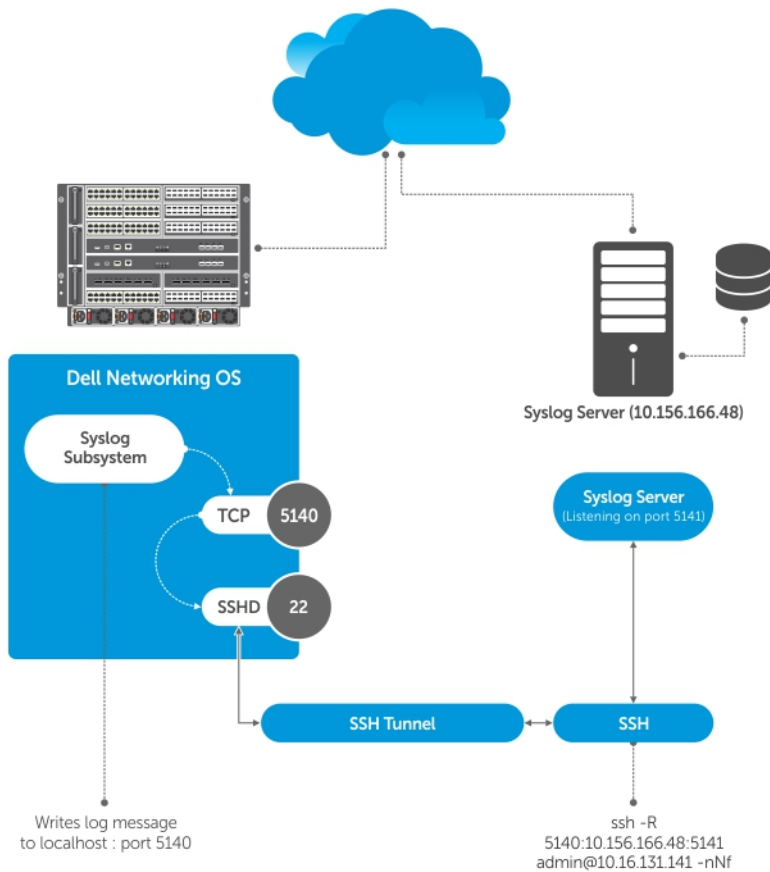 Syslog Server (10.156.166.48)
Dell Networking OS
Syslog
Subsystem
TCP
5140
SSHD
22
Syslog Server
(Listening on port 5141)
SSH Tunnel
SSH
Writes log message
to localhost : port 5140
ssh -R
5140:10.156.166.48:5141
admin@10.16.131.141 -nNf